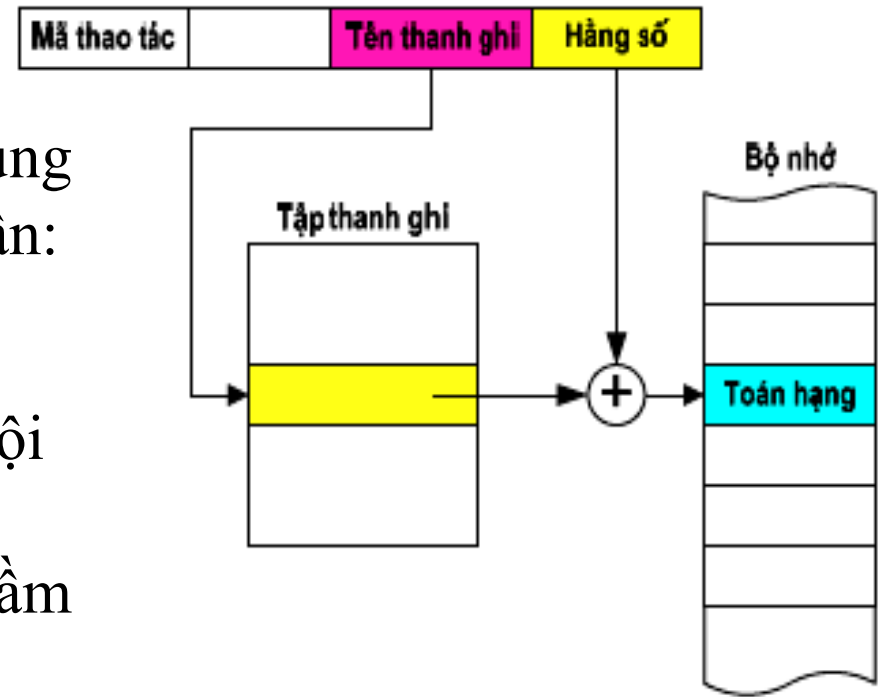 Mã thao tác Tên thanh ghi Hằng số
Bộ nhớ
Tập thanh ghi
+ Toán hạng